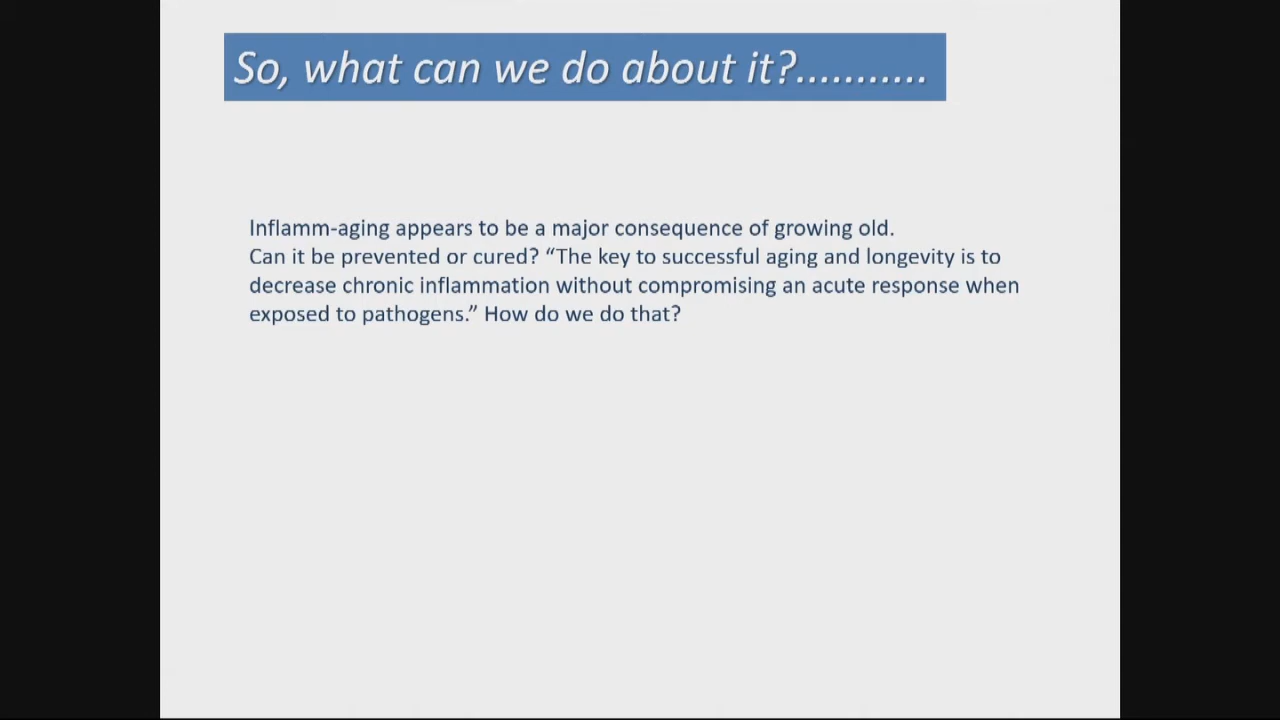 So, what can we do about it?...........
Inflamm-aging appears to be a major consequence of growing old.
Can it be prevented or cured? “The key to successful aging and longevity is to
decrease chronic inflammation without compromising an acute response when
exposed to pathogens.” How do we do that?